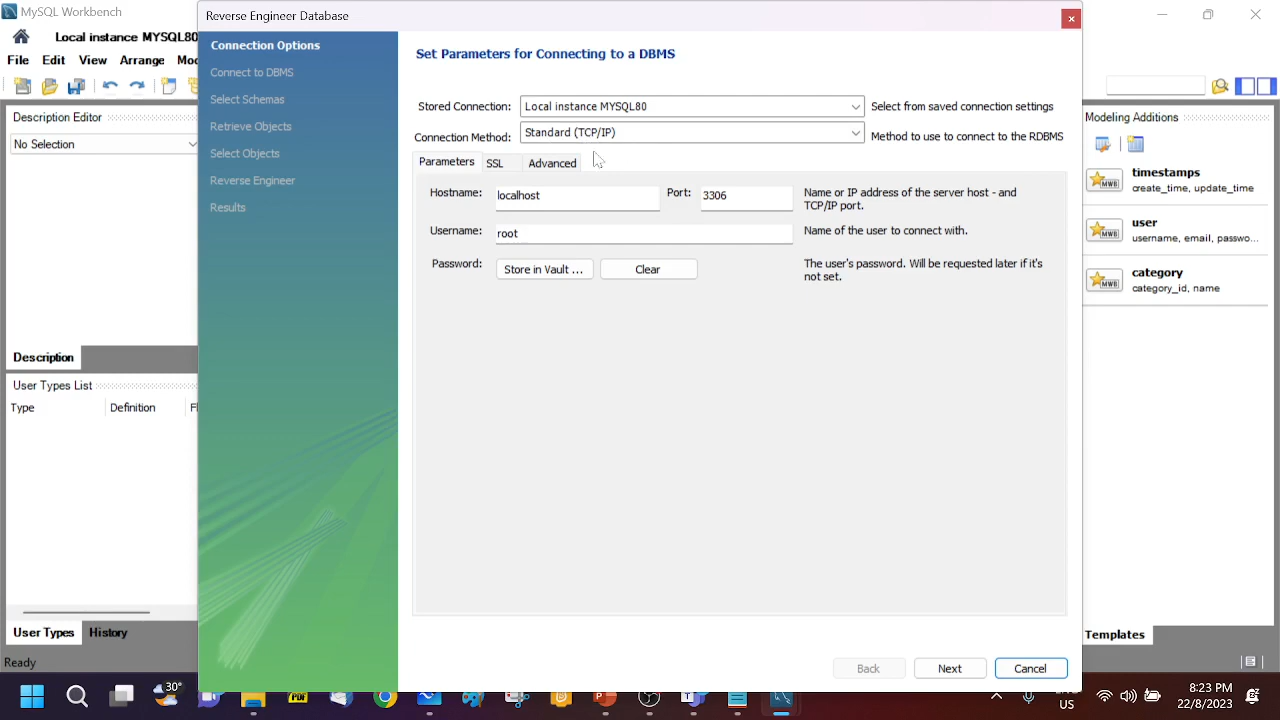 MySQL Workbench
Reverse Engineer Database
Local instance MYSQL80
File Edit View Arrange Mod
Description Editor
No Selection
Description
User Types List
Type Definition Fl
User Types History
Ready
Connection Options
Connect to DBMS
Select Schemas
Retrieve Objects
Select Objects
Reverse Engineer
Results
Set Parameters for Connecting to a DBMS
Stored Connection: Local instance MYSQL80 Select from saved connection settings
Connection Method: Standard (TCP/IP) Method to use to connect to the RDBMS
Parameters SSL Advanced
Hostname: localhost Port: 3306 Name or IP address of the server host - and
TCP/IP port.
Username: root Name of the user to connect with.
Password: Store in Vault ... Clear The user's password. Will be requested later if it's
not set.
Back Next Cancel
Modeling Additions
MWB timestamps
create_time, update_time
MWB user
username, email, passwo...
MWB category
category_id, name
Templates
30°
PDF
US
8:23 PM 22/8/2023